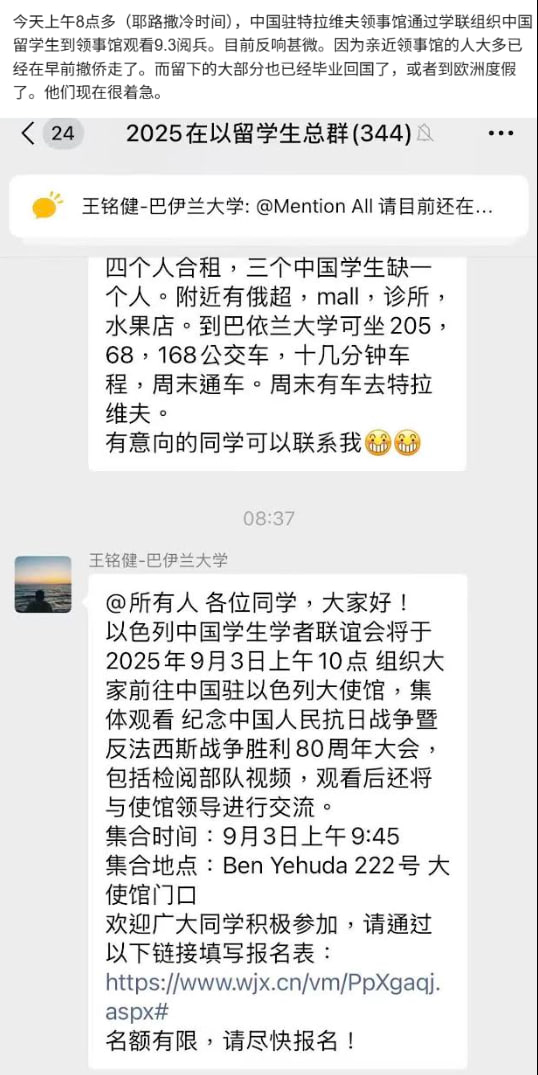 今天上午8点多（耶路撒冷时间），中国驻特拉维夫领事馆通过学联组织中国
留学生到领事馆观看9.3阅兵。目前反响甚微。因为亲近领事馆的人大多已
经在早前撤侨走了。而留下的大部分也已经毕业回国了，或者到欧洲度假
了。他们现在很着急。
24
2025在以留学生总群(344)
王铭健-巴伊兰大学: @Mention All 请目前还在...
四个人合租，三个中国学生缺一
个人。附近有俄超，mall，诊所，
水果店。到巴依兰大学可坐205，
68，168公交车，十几分钟车
程，周末通车。周末有车去特拉
维夫。
有意向的同学可以联系我😁😁
08:37
王铭健-巴伊兰大学
@所有人 各位同学，大家好！
以色列中国学生学者联谊会将于
2025年9月3日上午10点 组织大
家前往中国驻以色列大使馆，集
体观看 纪念中国人民抗日战争暨
反法西斯战争胜利80周年大会，
包括检阅部队视频，观看后还将
与使馆领导进行交流。
集合时间：9月3日上午9:45
集合地点：Ben Yehuda 222号 大
使馆门口
欢迎广大同学积极参加，请通过
以下链接填写报名表：
https://www.wjx.cn/vm/PpXgaqj.
aspx#
名额有限，请尽快报名！